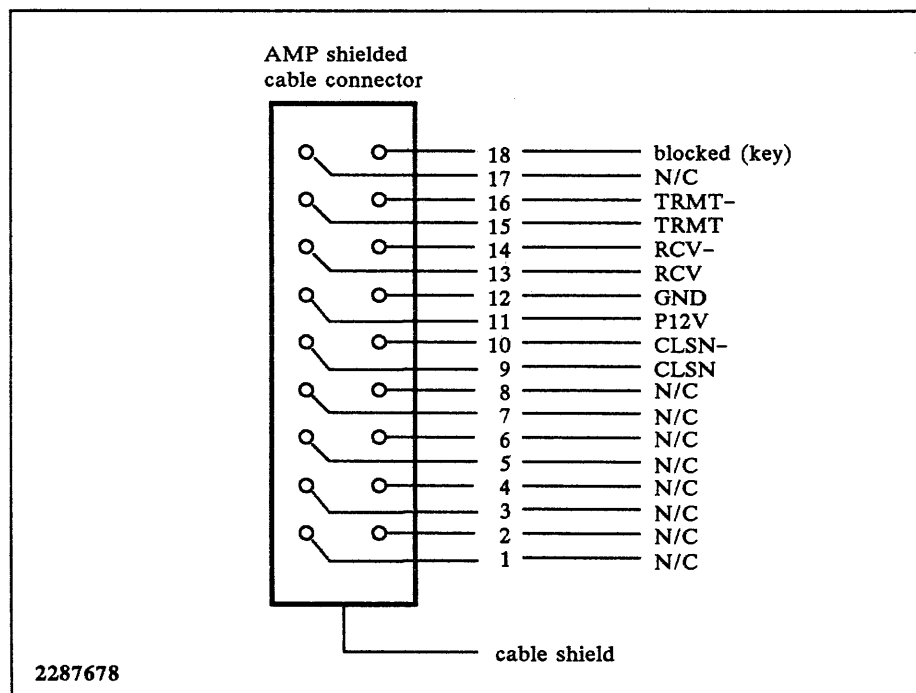 AMP shielded
cable connector
18 blocked (key)
17 N/C
16 TRMT-
15 TRMT
14 RCV-
13 RCV
12 GND
11 P12V
10 CLSN-
9 CLSN
8 N/C
7 N/C
6 N/C
5 N/C
4 N/C
3 N/C
2 N/C
1 N/C
cable shield
2287678